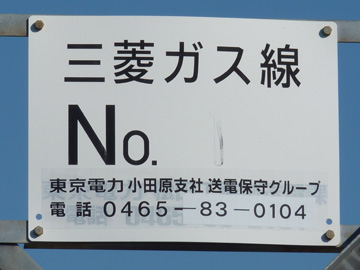 三菱ガス線
No. 1
東京電力 小田原支社 送電保守グループ
電話 0465-83-0104